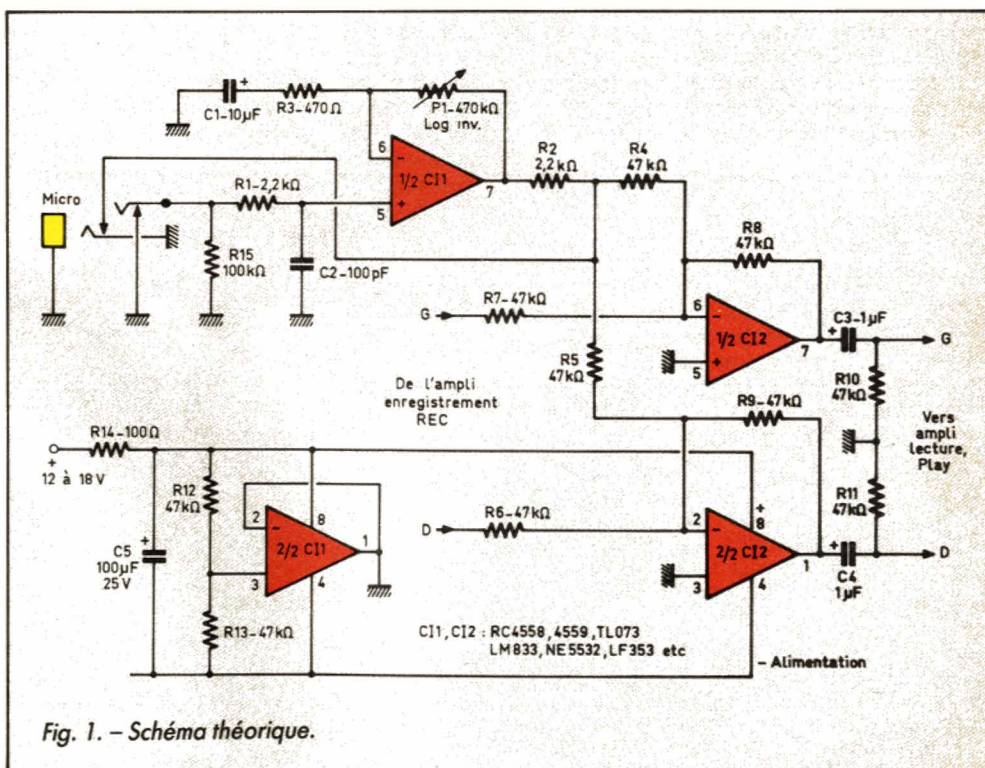 C1-10µF
R3-470Ω
P1-470kΩ
Log inv.
6
-
1/2 CI1
7
+
5
R2
2,2kΩ
R4
47kΩ
Micro
R1-2,2kΩ
R15
100kΩ
C2-100pF
R8
47kΩ
G
R7-47kΩ
6
-
1/2 CI2
7
+
5
C3-1µF
+
G
R5
47kΩ
R10
47kΩ
De l'ampli
enregistrement
REC
R9-47kΩ
Vers
ampli
lecture,
Play
R14-100Ω
+
12 à 18V
R12
47kΩ
2
-
8
2/2 CI1
1
3
4
C5
100µF
25V
+
R13-47kΩ
D
R6-47kΩ
2
-
+
8
2/2 CI2
1
3
+
4
R11
47kΩ
+
C4
1µF
D
CI1, CI2 : RC4558, 4559, TL073
LM833, NE5532, LF353 etc
- Alimentation
Fig. 1. – Schéma théorique.